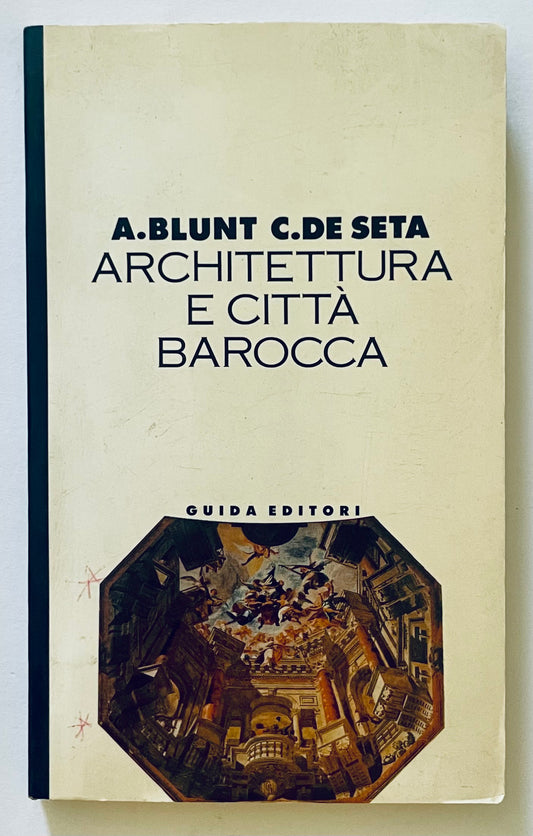 A.BLUNT C.DE SETA
ARCHITETTURA
E CITTÀ
BAROCCA
GUIDA EDITORI